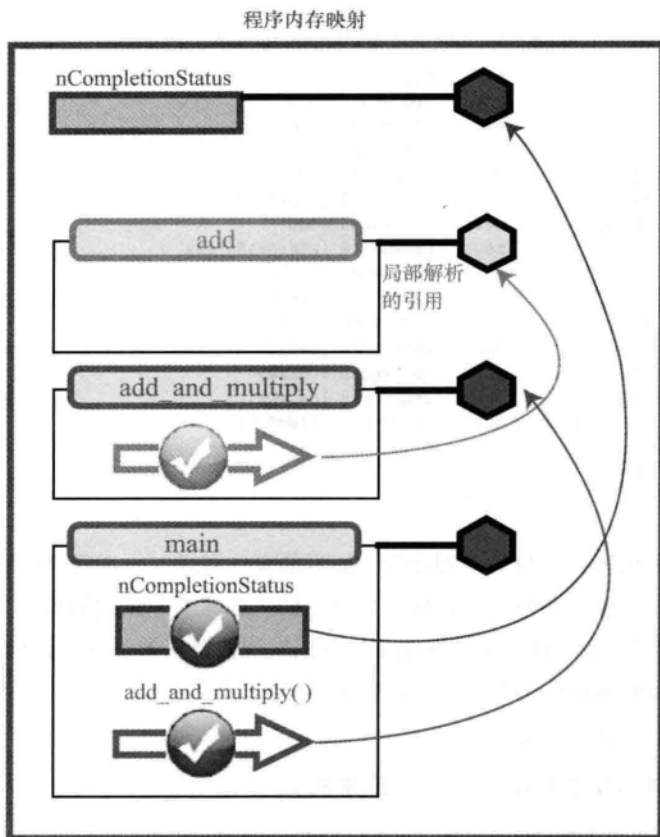 程序内存映射
nCompletionStatus
add
局部解析
的引用
add_and_multiply
main
nCompletionStatus
add_and_multiply( )